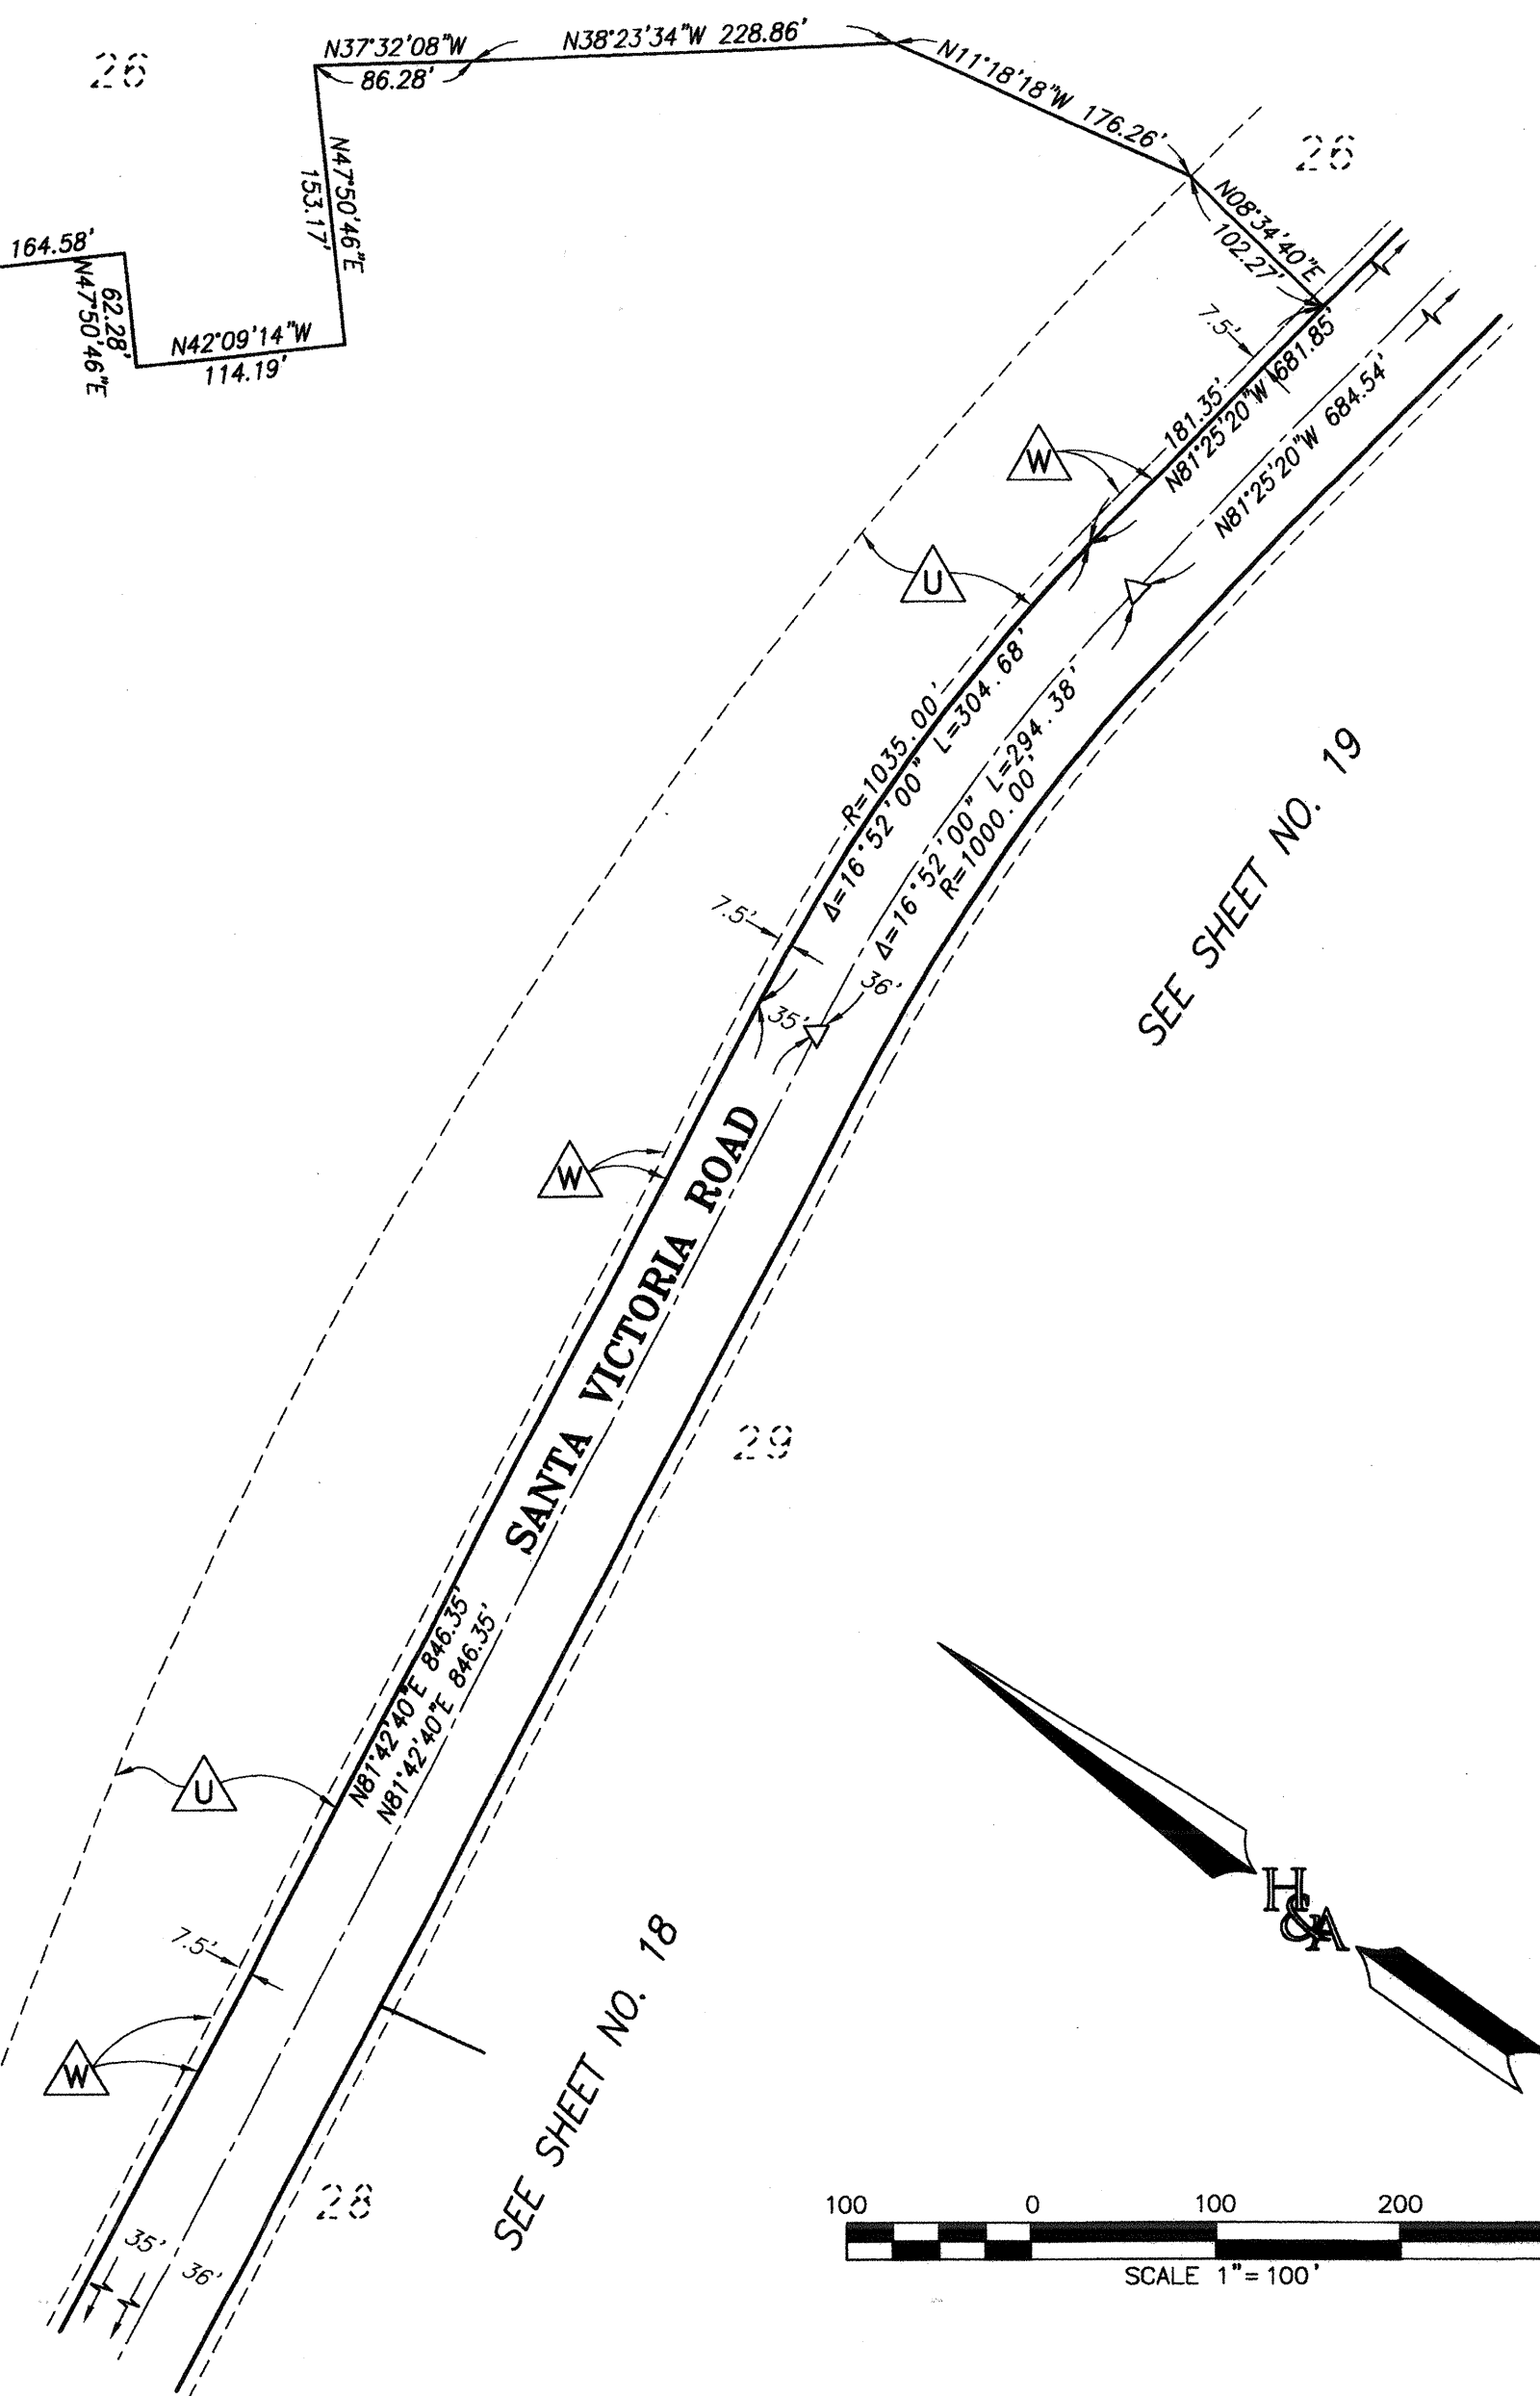 26
N37°32'08"W
86.28'
N38°23'34"W 228.86'
N11°18'18"W 176.26'
26
N08°34'40"E
102.27'
N47°50'46"E
153.17'
164.58'
62.28'
N47°50'46"E
N42°09'14"W
114.19'
7.5'
181.35'
N81°25'20"W 681.85'
N81°25'20"W 684.54'
W
U
R=1035.00'
Δ=16°52'00" L=304.68'
Δ=16°52'00" L=294.38'
R=1000.00'
SEE SHEET NO. 19
7.5'
36'
35'
W
SANTA VICTORIA ROAD
29
N81°42'40"E 846.35'
N81°42'40"E 846.35'
U
7.5'
W
SEE SHEET NO. 18
H&A
28
35'
36'
100 0 100 200
SCALE 1"=100'